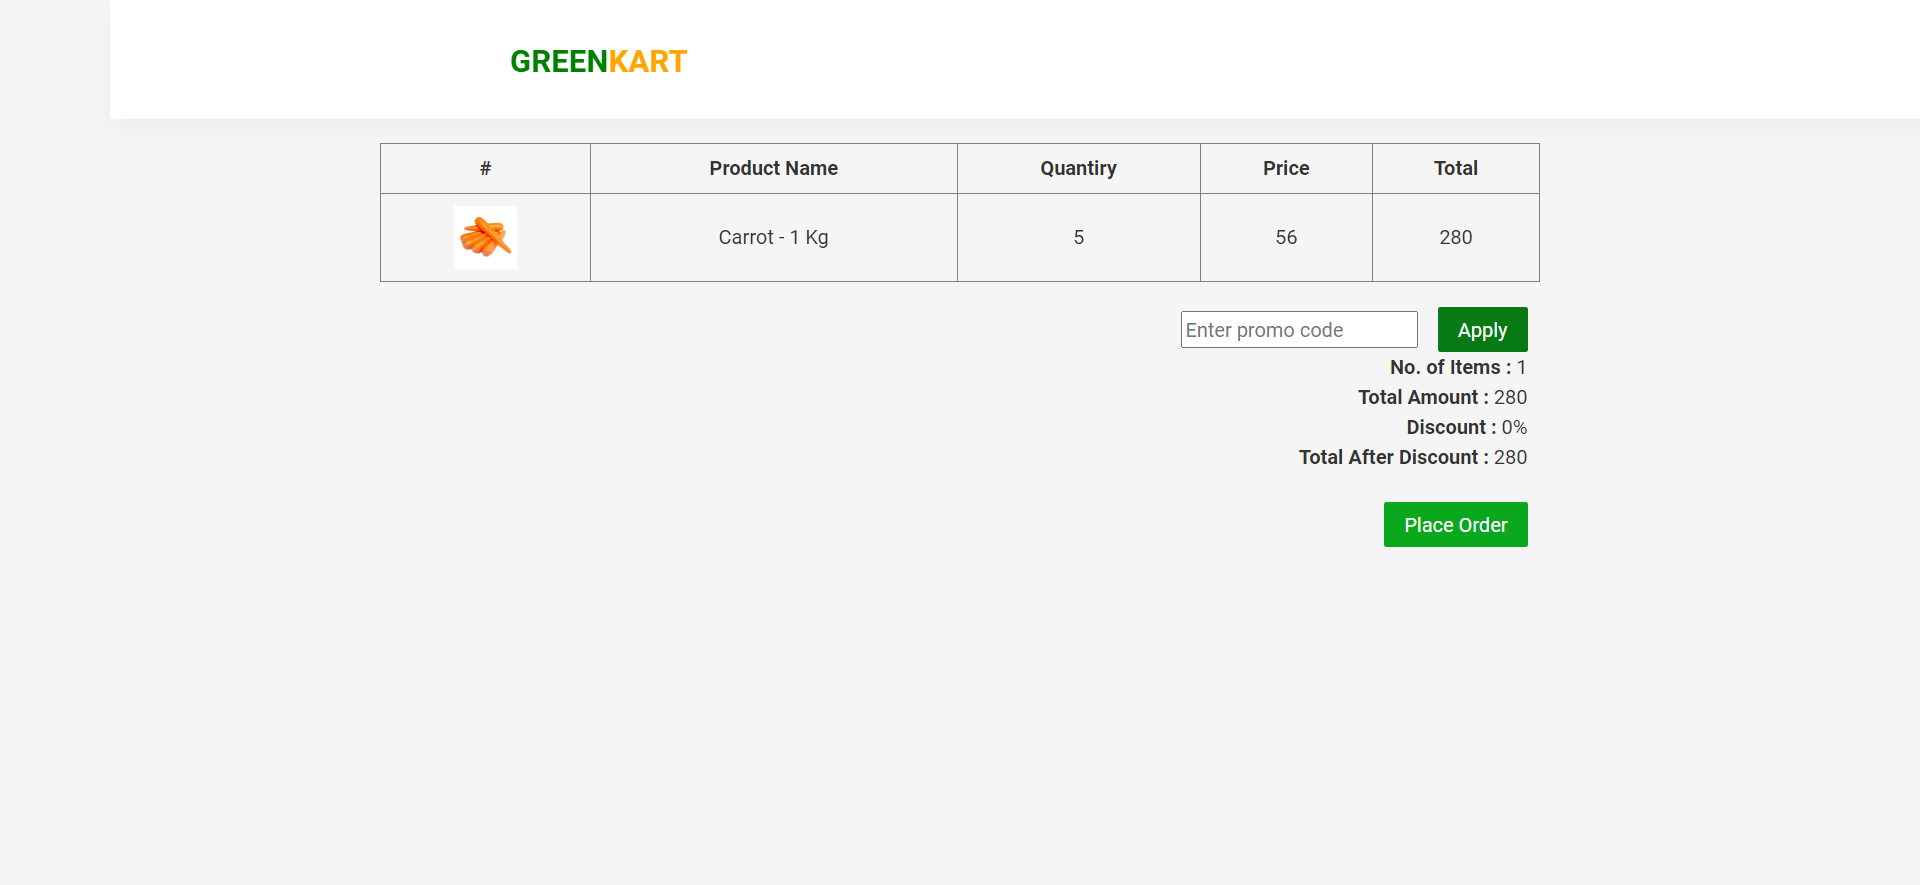 GREENKART
# Product Name Quantiry Price Total
Carrot - 1 Kg 5 56 280
Enter promo code Apply
No. of Items : 1
Total Amount : 280
Discount : 0%
Total After Discount : 280
Place Order